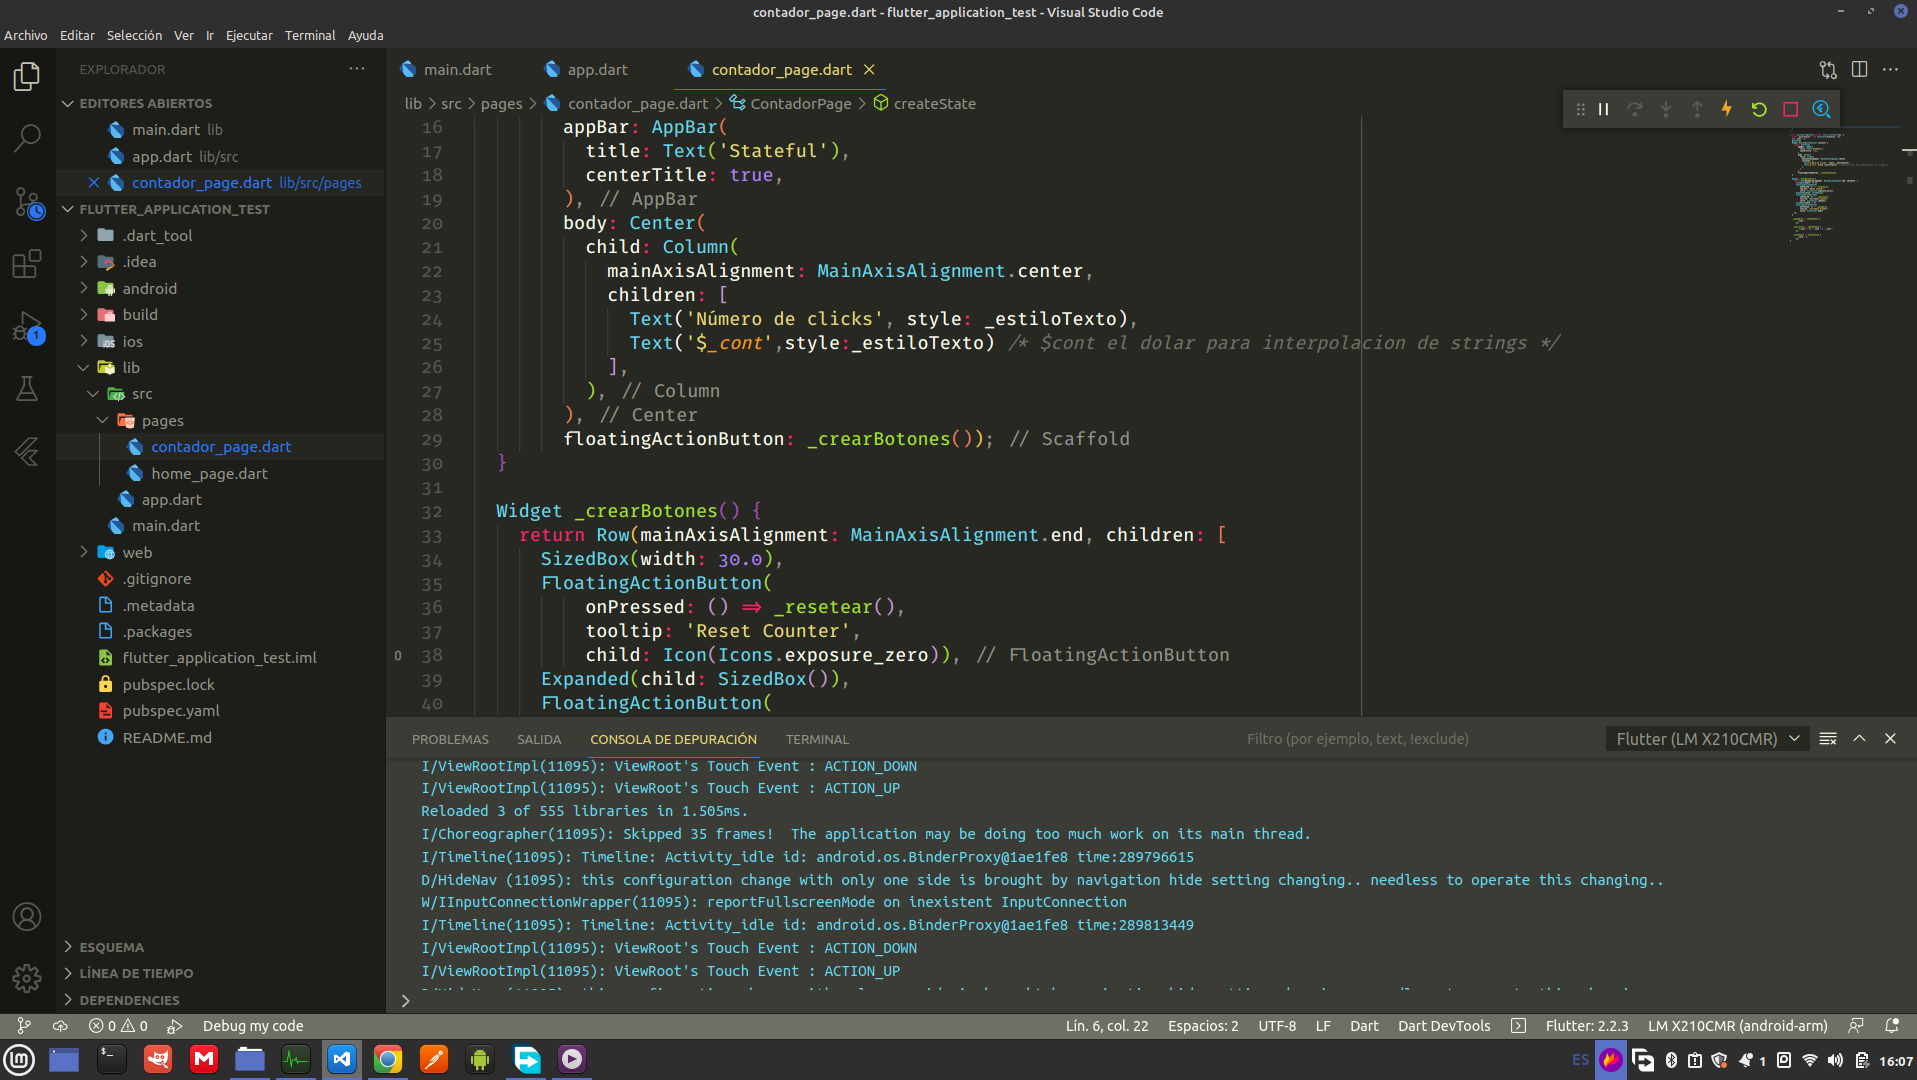 contador_page.dart - flutter_application_test - Visual Studio Code
Archivo Editar Selección Ver Ir Ejecutar Terminal Ayuda
EXPLORADOR
EDITORES ABIERTOS
main.dart lib
app.dart lib/src
contador_page.dart lib/src/pages
FLUTTER_APPLICATION_TEST
.dart_tool
.idea
android
build
ios
lib
src
pages
contador_page.dart
home_page.dart
app.dart
main.dart
web
.gitignore
.metadata
.packages
flutter_application_test.iml
pubspec.lock
pubspec.yaml
README.md
ESQUEMA
LÍNEA DE TIEMPO
DEPENDENCIES
1
main.dart app.dart contador_page.dart
lib > src > pages > contador_page.dart > ContadorPage > createState
16 appBar: AppBar(
17 title: Text('Stateful'),
18 centerTitle: true,
19 ), // AppBar
20 body: Center(
21 child: Column(
22 mainAxisAlignment: MainAxisAlignment.center,
23 children: [
24 Text('Número de clicks', style: _estiloTexto),
25 Text('$_cont',style:_estiloTexto) /* $cont el dolar para interpolacion de strings */
26 ],
27 ), // Column
28 ), // Center
29 floatingActionButton: _crearBotones()); // Scaffold
30 }
31
32 Widget _crearBotones() {
33 return Row(mainAxisAlignment: MainAxisAlignment.end, children: [
34 SizedBox(width: 30.0),
35 FloatingActionButton(
36 onPressed: () => _resetear(),
37 tooltip: 'Reset Counter',
0 38 child: Icon(Icons.exposure_zero)), // FloatingActionButton
39 Expanded(child: SizedBox()),
40 FloatingActionButton(
PROBLEMAS SALIDA CONSOLA DE DEPURACIÓN TERMINAL Filtro (por ejemplo, text, !exclude) Flutter (LM X210CMR)
I/ViewRootImpl(11095): ViewRoot's Touch Event : ACTION_DOWN
I/ViewRootImpl(11095): ViewRoot's Touch Event : ACTION_UP
Reloaded 3 of 555 libraries in 1.505ms.
I/Choreographer(11095): Skipped 35 frames!  The application may be doing too much work on its main thread.
I/Timeline(11095): Timeline: Activity_idle id: android.os.BinderProxy@1ae1fe8 time:289796615
D/HideNav (11095): this configuration change with only one side is brought by navigation hide setting changing.. needless to operate this changing..
W/IInputConnectionWrapper(11095): reportFullscreenMode on inexistent InputConnection
I/Timeline(11095): Timeline: Activity_idle id: android.os.BinderProxy@1ae1fe8 time:289813449
I/ViewRootImpl(11095): ViewRoot's Touch Event : ACTION_DOWN
I/ViewRootImpl(11095): ViewRoot's Touch Event : ACTION_UP
>
0 0 Debug my code Lín. 6, col. 22 Espacios: 2 UTF-8 LF Dart Dart DevTools Flutter: 2.2.3 LM X210CMR (android-arm)
ES 1 16:07